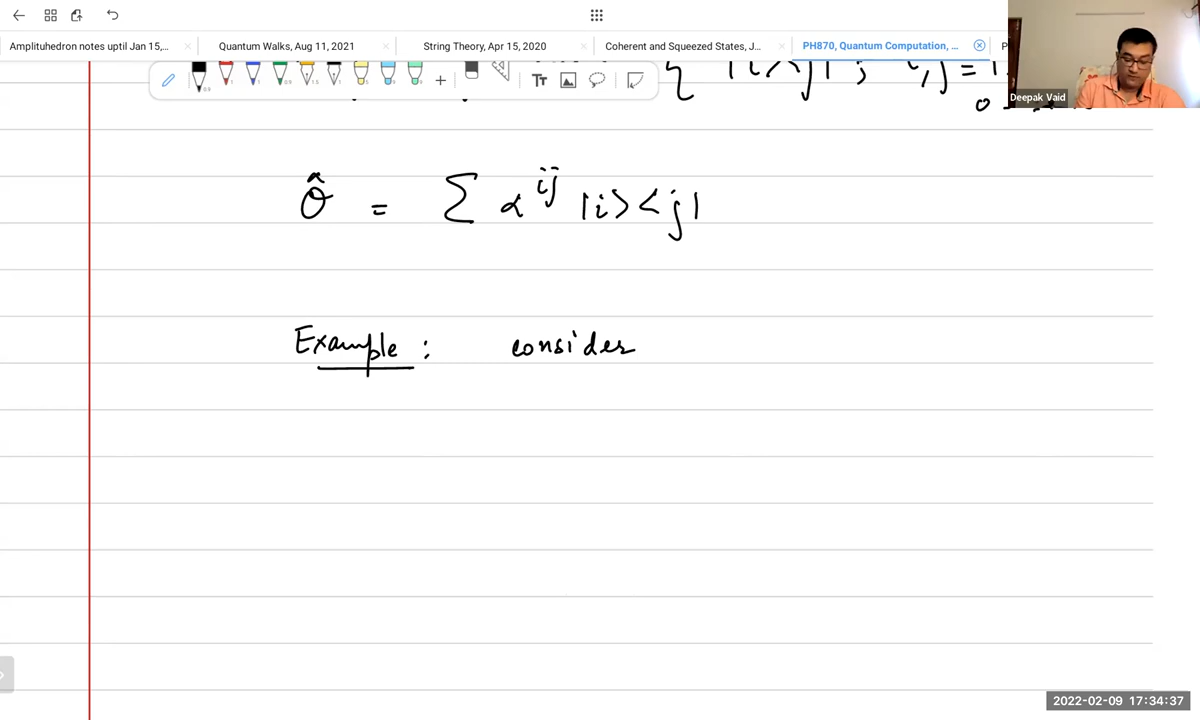 Amplituhedron notes uptil Jan 15,... Quantum Walks, Aug 11, 2021 String Theory, Apr 15, 2020 Coherent and Squeezed States, J... PH870, Quantum Computation, ... P
Tт
Deepak Vaid
Ô = Σ α^{ij} |i><j|
Example : consider
2022-02-09 17:34:37